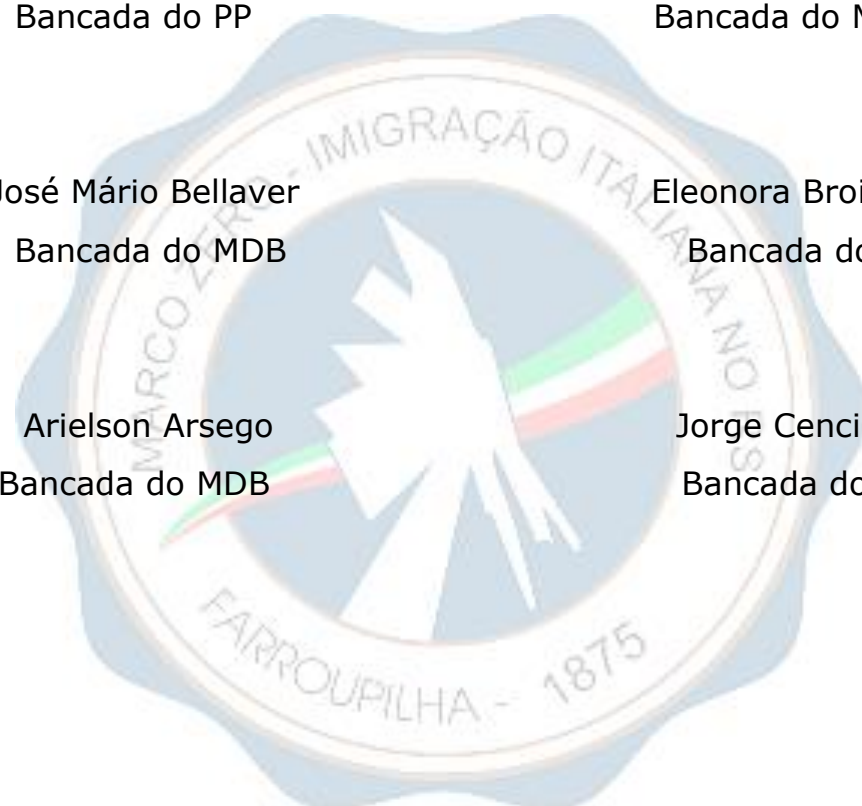 Bancada do PP
Bancada do M
José Mário Bellaver
Eleonora Broi
Bancada do MDB
Bancada do
Arielson Arsego
Jorge Cenci
Bancada do MDB
Bancada do
MARCO ZERO - IMIGRAÇÃO ITALIANA NO RS
FARROUPILHA - 1875